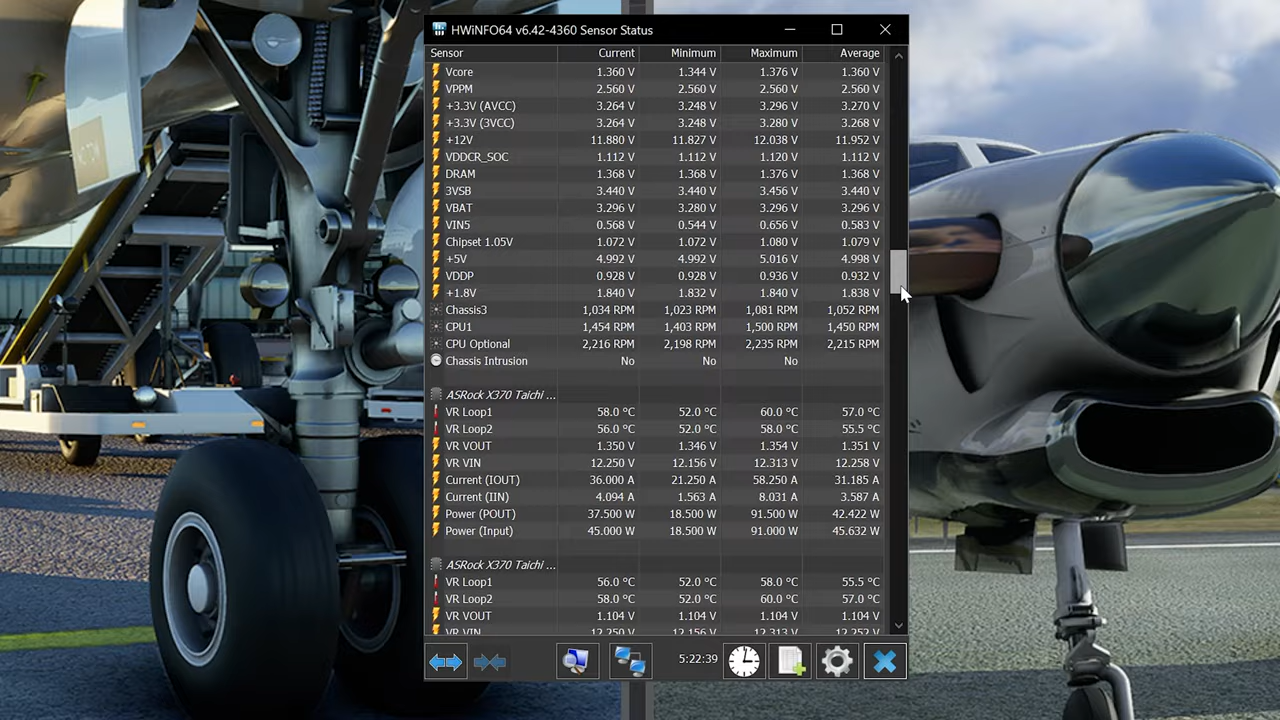 HWiNFO64 v6.42-4360 Sensor Status
Sensor Current Minimum Maximum Average
Vcore 1.360 V 1.344 V 1.376 V 1.360 V
VPPM 2.560 V 2.560 V 2.560 V 2.560 V
+3.3V (AVCC) 3.264 V 3.248 V 3.296 V 3.270 V
+3.3V (3VCC) 3.264 V 3.248 V 3.280 V 3.268 V
+12V 11.880 V 11.827 V 12.038 V 11.952 V
VDDCR_SOC 1.112 V 1.112 V 1.120 V 1.112 V
DRAM 1.368 V 1.368 V 1.376 V 1.368 V
3VSB 3.440 V 3.440 V 3.456 V 3.440 V
VBAT 3.296 V 3.280 V 3.296 V 3.296 V
VIN5 0.568 V 0.544 V 0.656 V 0.583 V
Chipset 1.05V 1.072 V 1.072 V 1.080 V 1.079 V
+5V 4.992 V 4.992 V 5.016 V 4.998 V
VDDP 0.928 V 0.928 V 0.936 V 0.932 V
+1.8V 1.840 V 1.832 V 1.840 V 1.838 V
Chassis3 1,034 RPM 1,023 RPM 1,081 RPM 1,052 RPM
CPU1 1,454 RPM 1,403 RPM 1,500 RPM 1,450 RPM
CPU Optional 2,216 RPM 2,198 RPM 2,235 RPM 2,215 RPM
Chassis Intrusion No No No
ASRock X370 Taichi ...
VR Loop1 58.0 °C 52.0 °C 60.0 °C 57.0 °C
VR Loop2 56.0 °C 52.0 °C 58.0 °C 55.5 °C
VR VOUT 1.350 V 1.346 V 1.354 V 1.351 V
VR VIN 12.250 V 12.156 V 12.313 V 12.258 V
Current (IOUT) 36.000 A 21.250 A 58.250 A 31.185 A
Current (IIN) 4.094 A 1.563 A 8.031 A 3.587 A
Power (POUT) 37.500 W 18.500 W 91.500 W 42.422 W
Power (Input) 45.000 W 18.500 W 91.000 W 45.632 W
ASRock X370 Taichi ...
VR Loop1 56.0 °C 52.0 °C 58.0 °C 55.5 °C
VR Loop2 58.0 °C 52.0 °C 60.0 °C 57.0 °C
VR VOUT 1.104 V 1.104 V 1.104 V 1.104 V
VR VIN 12.250 V 12.156 V 12.313 V 12.252 V
5:22:39